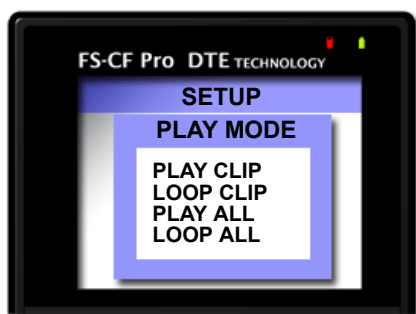 FS-CF Pro DTE TECHNOLOGY
SETUP
PLAY MODE
PLAY CLIP
LOOP CLIP
PLAY ALL
LOOP ALL